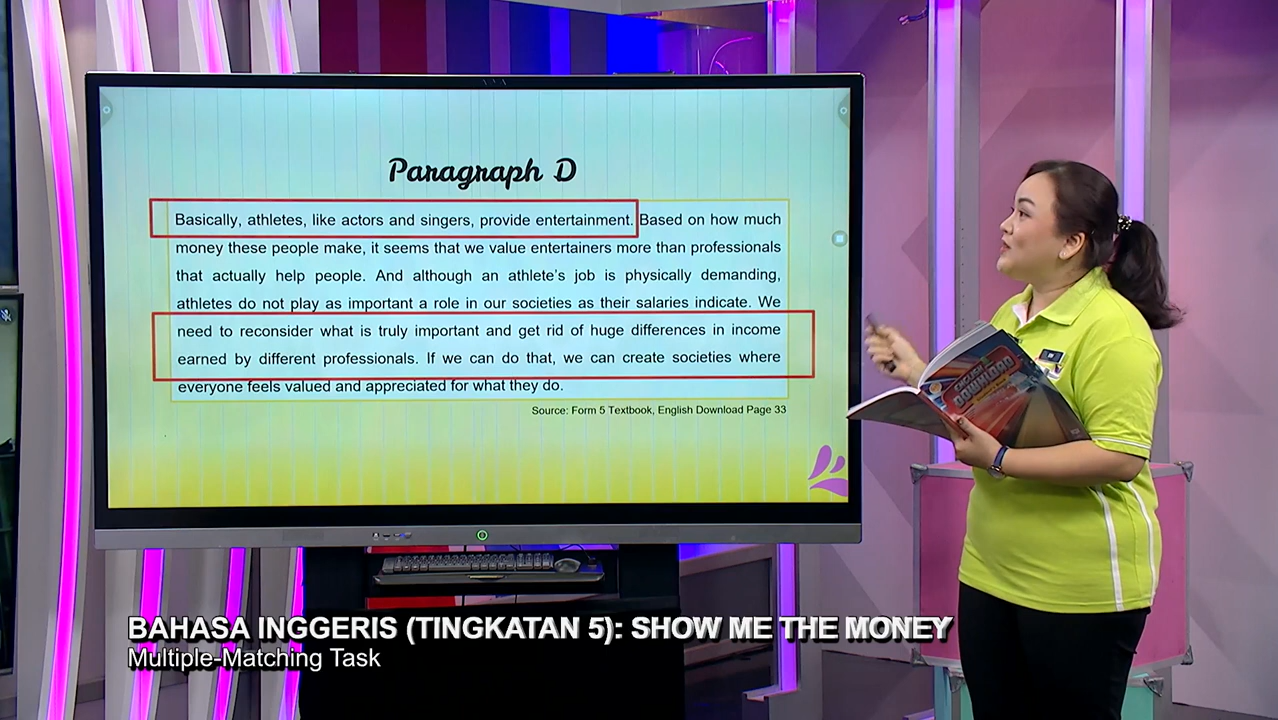 Paragraph D
Basically, athletes, like actors and singers, provide entertainment. Based on how much
money these people make, it seems that we value entertainers more than professionals
that actually help people. And although an athlete's job is physically demanding,
athletes do not play as important a role in our societies as their salaries indicate. We
need to reconsider what is truly important and get rid of huge differences in income
earned by different professionals. If we can do that, we can create societies where
everyone feels valued and appreciated for what they do.
Source: Form 5 Textbook, English Download Page 33
ENGLISH
DOWNLOAD
BAHASA INGGERIS (TINGKATAN 5): SHOW ME THE MONEY
Multiple-Matching Task